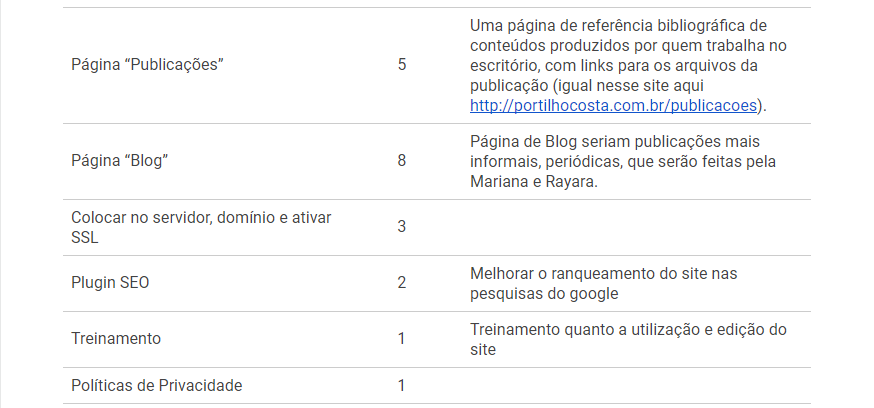 Página “Publicações”
5
Uma página de referência bibliográfica de
conteúdos produzidos por quem trabalha no
escritório, com links para os arquivos da
publicação (igual nesse site aqui
http://portilhocosta.com.br/publicacoes).
Página “Blog”
8
Página de Blog seriam publicações mais
informais, periódicas, que serão feitas pela
Mariana e Rayara.
Colocar no servidor, domínio e ativar
SSL
3
Plugin SEO
2
Melhorar o ranqueamento do site nas
pesquisas do google
Treinamento
1
Treinamento quanto a utilização e edição do
site
Políticas de Privacidade
1